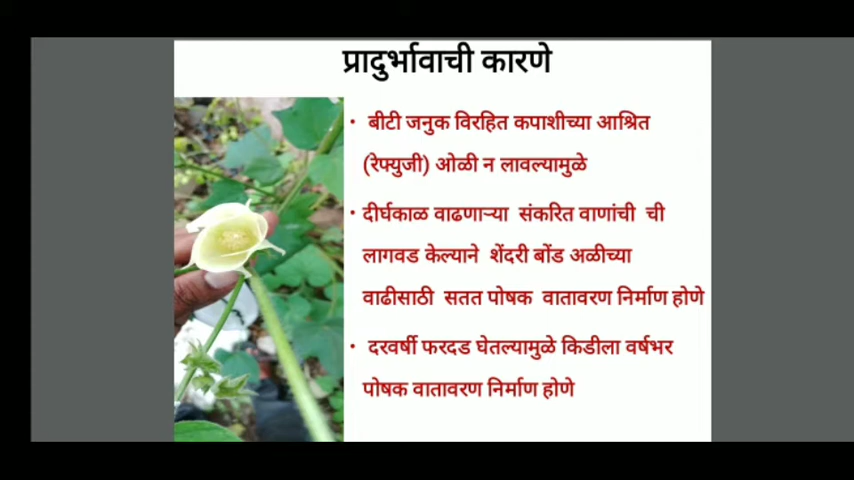 प्रादुर्भावाची कारणे
• बीटी जनुक विरहित कपाशीच्या आश्रित
(रेफ्युजी) ओळी न लावल्यामुळे
• दीर्घकाळ वाढणाऱ्या संकरित वाणांची ची
लागवड केल्याने शेंदरी बोंड अळीच्या
वाढीसाठी सतत पोषक वातावरण निर्माण होणे
• दरवर्षी फरदड घेतल्यामुळे किडीला वर्षभर
पोषक वातावरण निर्माण होणे